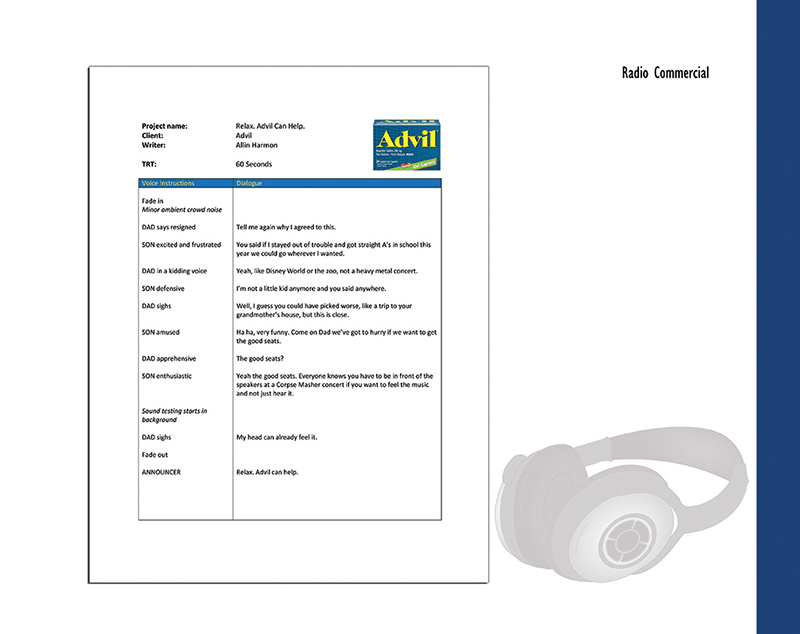 Radio Commercial
Project name: Relax. Advil Can Help.
Client: Advil
Writer: Allin Harmon
TRT: 60 Seconds
Advil
Voice Instructions Dialogue
Fade in
Minor ambient crowd noise
DAD says resigned Tell me again why I agreed to this.
SON excited and frustrated You said if I stayed out of trouble and got straight A's in school this
year we could go wherever I wanted.
DAD in a kidding voice Yeah, like Disney World or the zoo, not a heavy metal concert.
SON defensive I'm not a little kid anymore and you said anywhere.
DAD sighs Well, I guess you could have picked worse, like a trip to your
grandmother's house, but this is close.
SON amused Ha ha, very funny. Come on Dad we've got to hurry if we want to get
the good seats.
DAD apprehensive The good seats?
SON enthusiastic Yeah the good seats. Everyone knows you have to be in front of the
speakers at a Corpse Masher concert if you want to feel the music
and not just hear it.
Sound testing starts in
background
DAD sighs My head can already feel it.
Fade out
ANNOUNCER Relax. Advil can help.